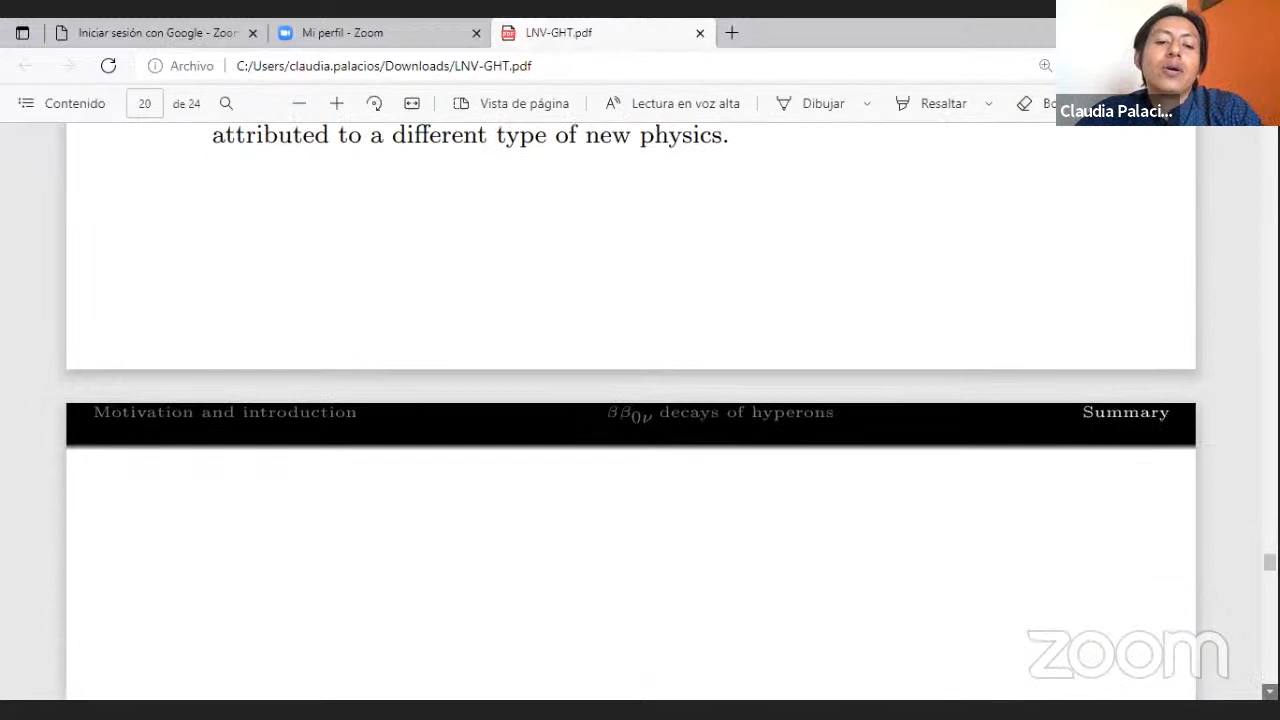 Iniciar sesión con Google - Zoom
Mi perfil - Zoom
LNV-GHT.pdf
Archivo
C:/Users/claudia.palacios/Downloads/LNV-GHT.pdf
Contenido
20
de 24
Vista de página
Lectura en voz alta
Dibujar
Resaltar
Bo
Claudia Palaci...
attributed to a different type of new physics.
Motivation and introduction
ββ0ν decays of hyperons
Summary
zoom